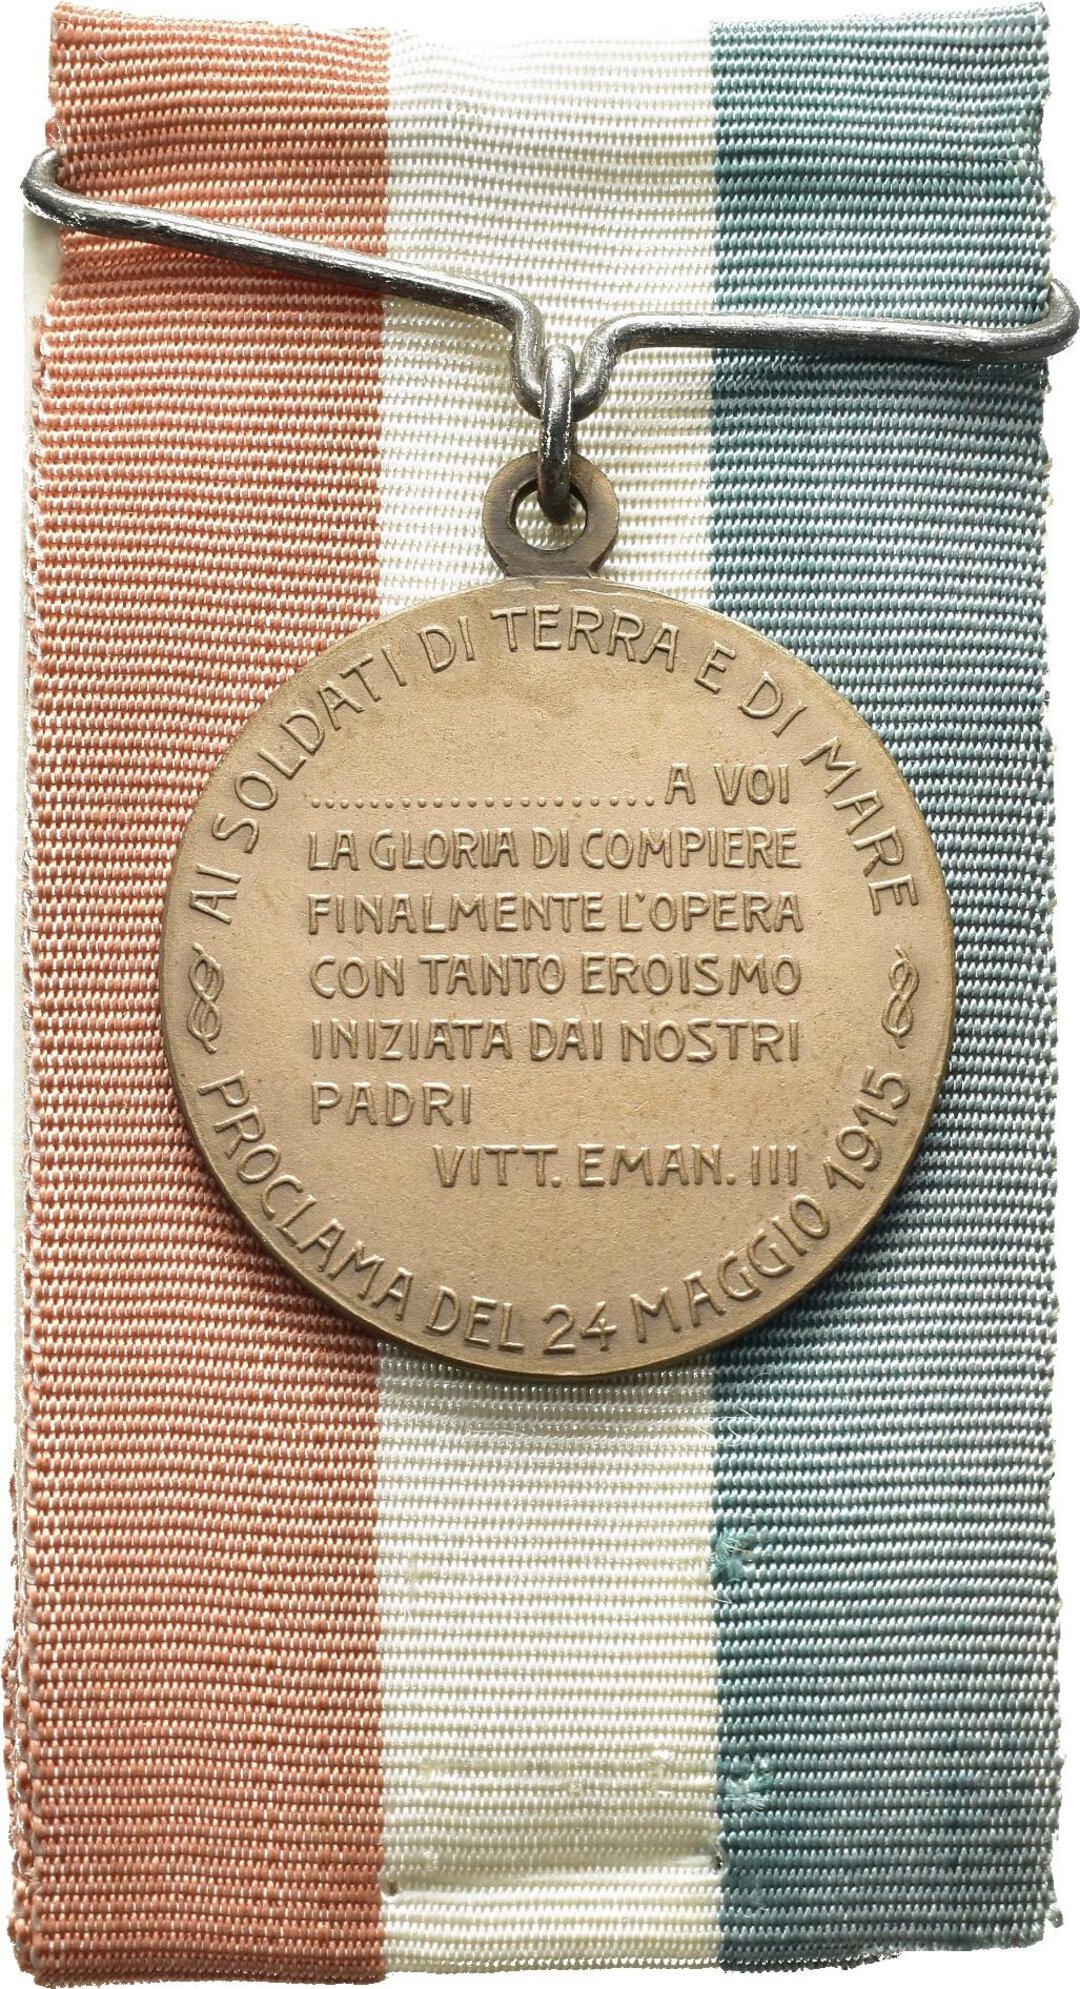 AI SOLDATI DI TERRA E DI MARE
..................... A VOI
LA GLORIA DI COMPIERE
FINALMENTE L'OPERA
CON TANTO EROISMO
INIZIATA DAI NOSTRI
PADRI
VITT. EMAN. III
PROCLAMA DEL 24 MAGGIO 1915